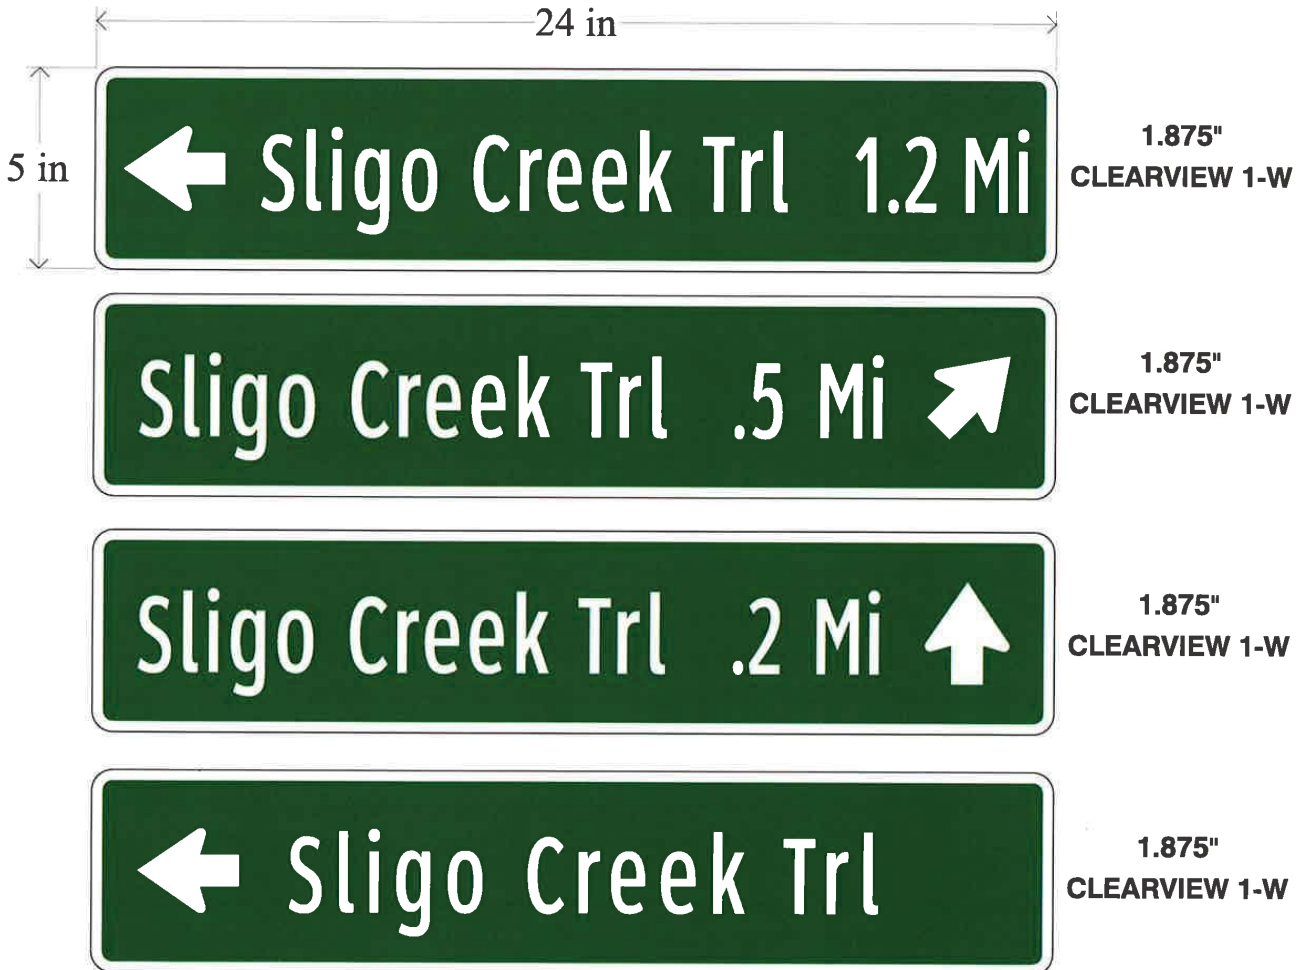 24 in
5 in
Sligo Creek Trl 1.2 Mi
1.875"
CLEARVIEW 1-W
Sligo Creek Trl .5 Mi
1.875"
CLEARVIEW 1-W
Sligo Creek Trl .2 Mi
1.875"
CLEARVIEW 1-W
Sligo Creek Trl
1.875"
CLEARVIEW 1-W